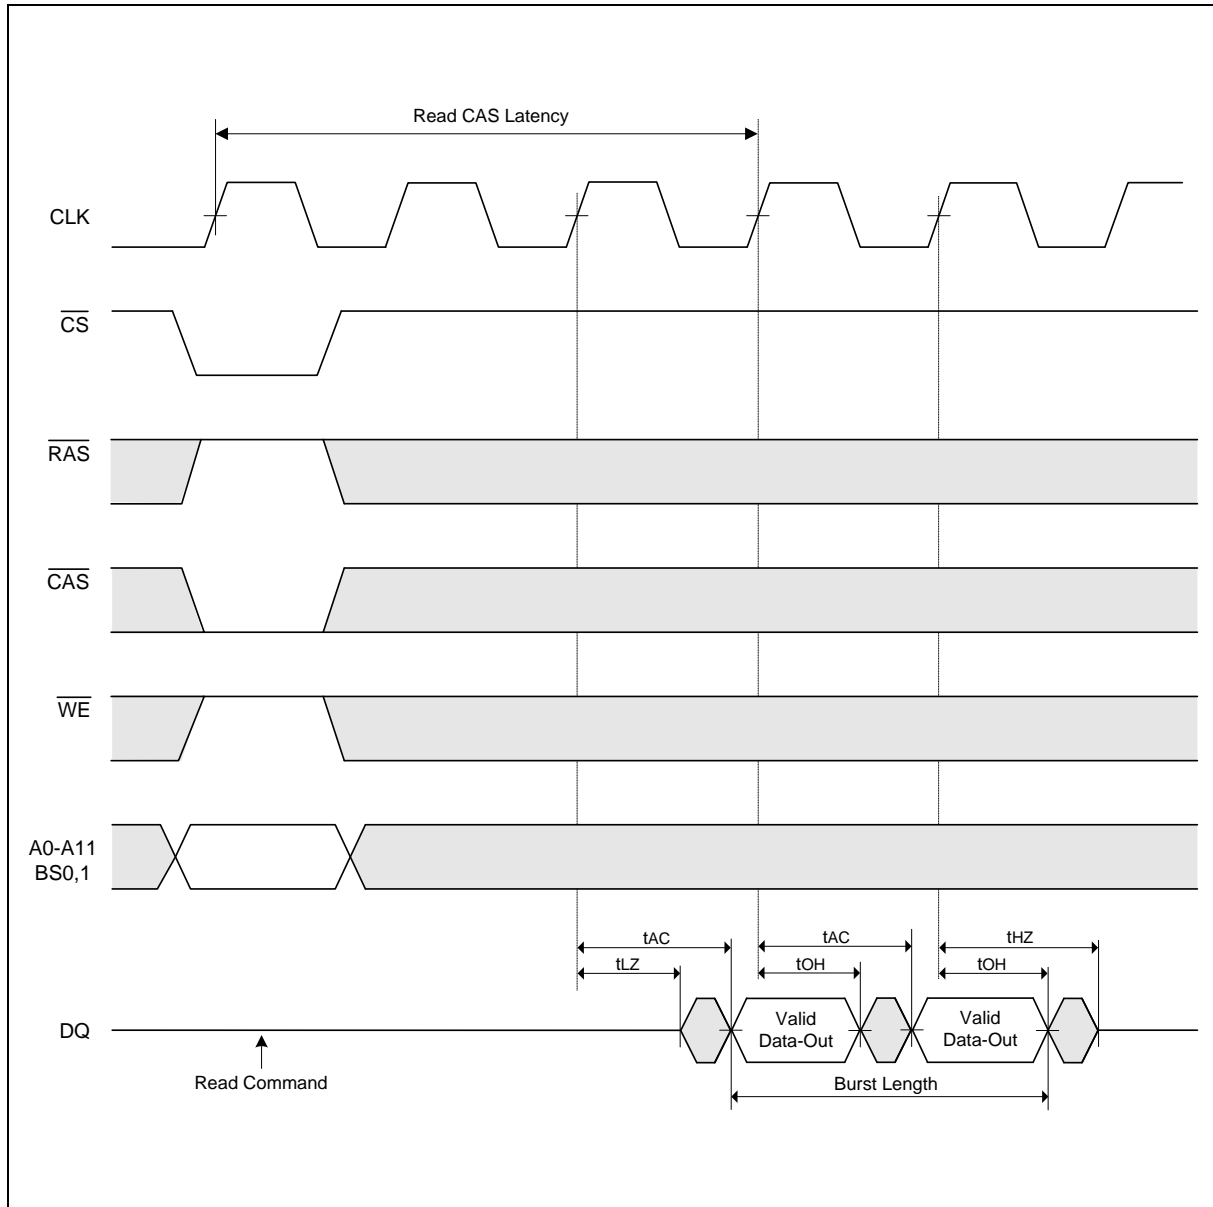 Read CAS Latency
CLK
CS
RAS
CAS
WE
A0-A11
BS0,1
tAC
tAC
tHZ
tLZ
tOH
tOH
DQ
Valid
Data-Out
Valid
Data-Out
Read Command
Burst Length